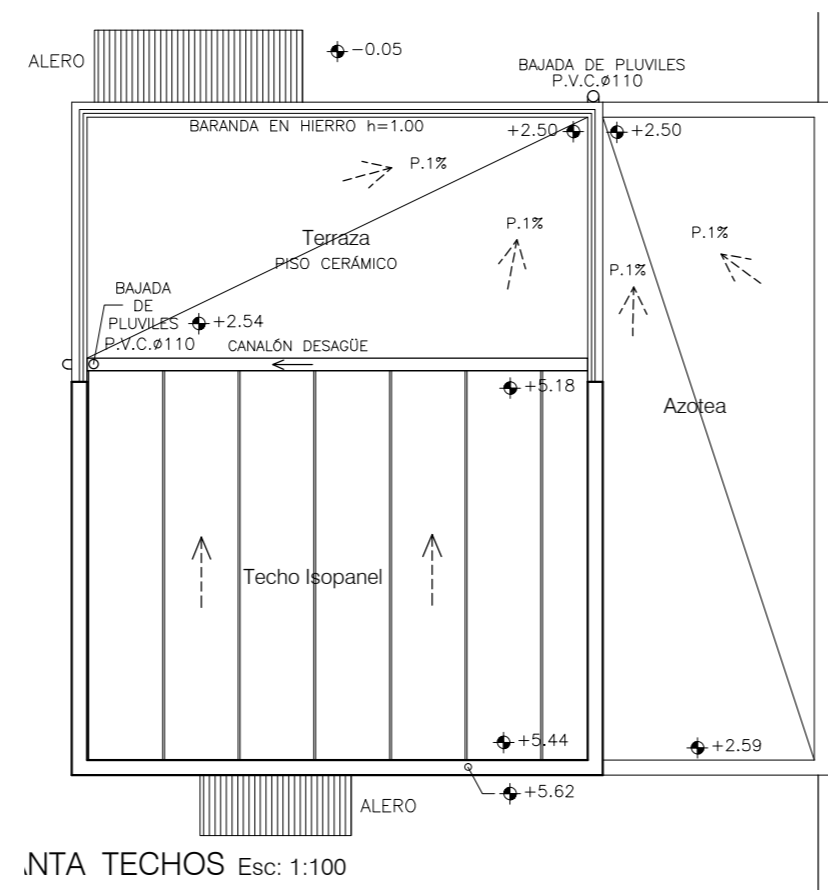 ALERO
-0.05
BAJADA DE PLUVILES
P.V.C.ø110
BARANDA EN HIERRO h=1.00
+2.50
+2.50
P.1%
P.1%
P.1%
P.1%
Terraza
PISO CERÁMICO
BAJADA
DE
PLUVILES
P.V.C.ø110
+2.54
CANALÓN DESAGÜE
+5.18
Azotea
Techo Isopanel
+5.44
+2.59
+5.62
ALERO
NTA TECHOS Esc: 1:100